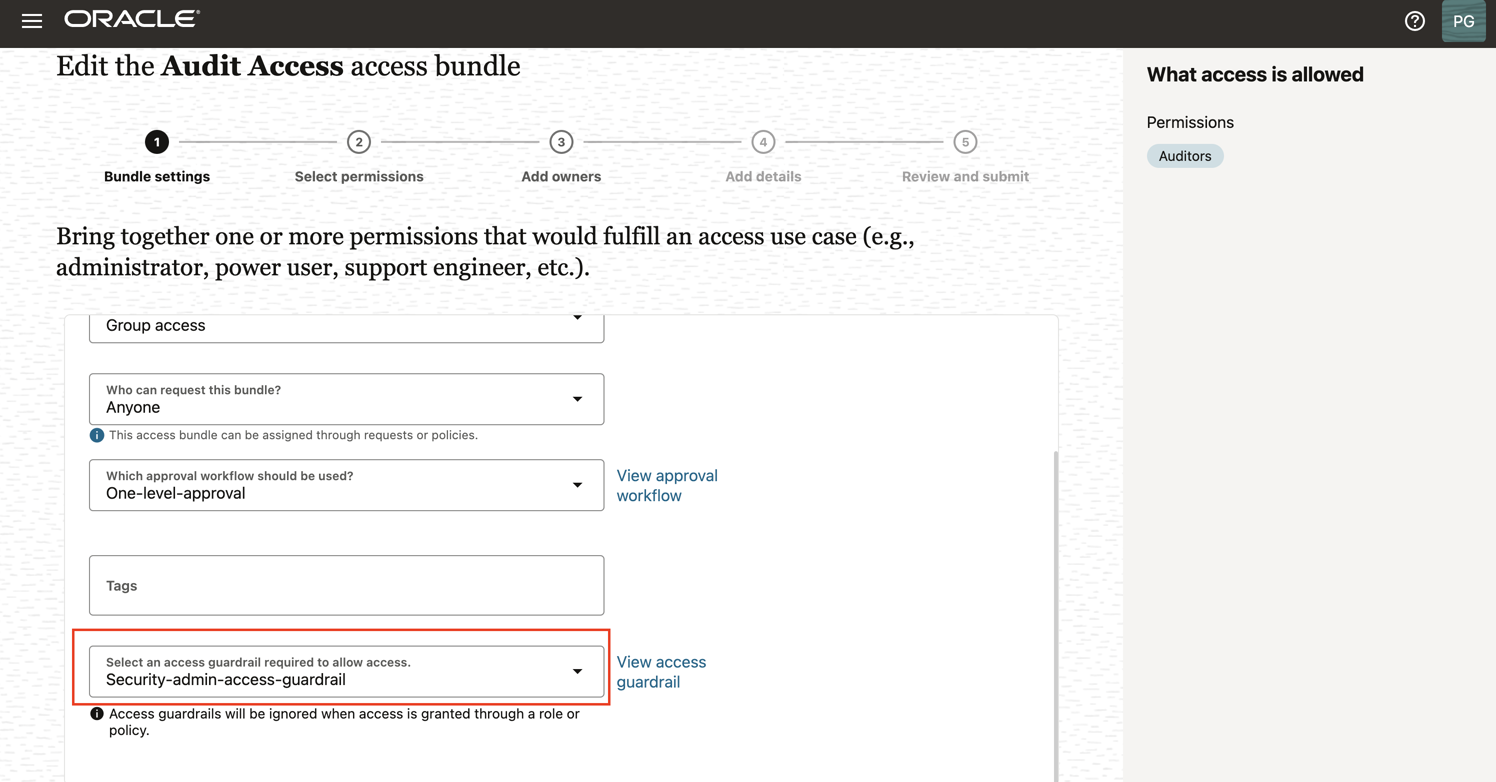 ORACLE®
PG
Edit the Audit Access access bundle
1
2
3
4
5
Bundle settings
Select permissions
Add owners
Add details
Review and submit
Bring together one or more permissions that would fulfill an access use case (e.g.,
administrator, power user, support engineer, etc.).
Group access
Who can request this bundle?
Anyone
This access bundle can be assigned through requests or policies.
Which approval workflow should be used?
One-level-approval
View approval
workflow
Tags
Select an access guardrail required to allow access.
Security-admin-access-guardrail
View access
guardrail
Access guardrails will be ignored when access is granted through a role or
policy.
What access is allowed
Permissions
Auditors